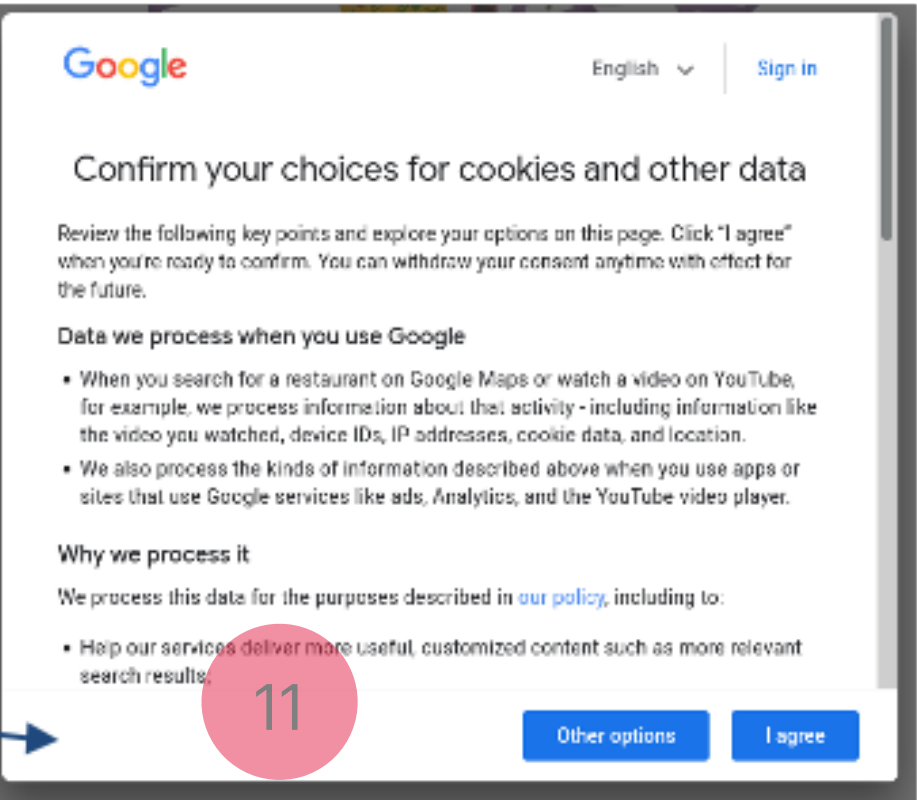 Google
English
Sign in
Confirm your choices for cookies and other data
Review the following key points and explore your options on this page. Click "I agree"
when you're ready to confirm. You can withdraw your consent anytime with effect for
the future.
Data we process when you use Google
• When you search for a restaurant on Google Maps or watch a video on YouTube,
for example, we process information about that activity - including information like
the video you watched, device IDs, IP addresses, cookie data, and location.
• We also process the kinds of information described above when you use apps or
sites that use Google services like ads, Analytics, and the YouTube video player.
Why we process it
We process this data for the purposes described in our policy, including to:
• Help our services deliver more useful, customized content such as more relevant
search results;
11
Other options
I agree